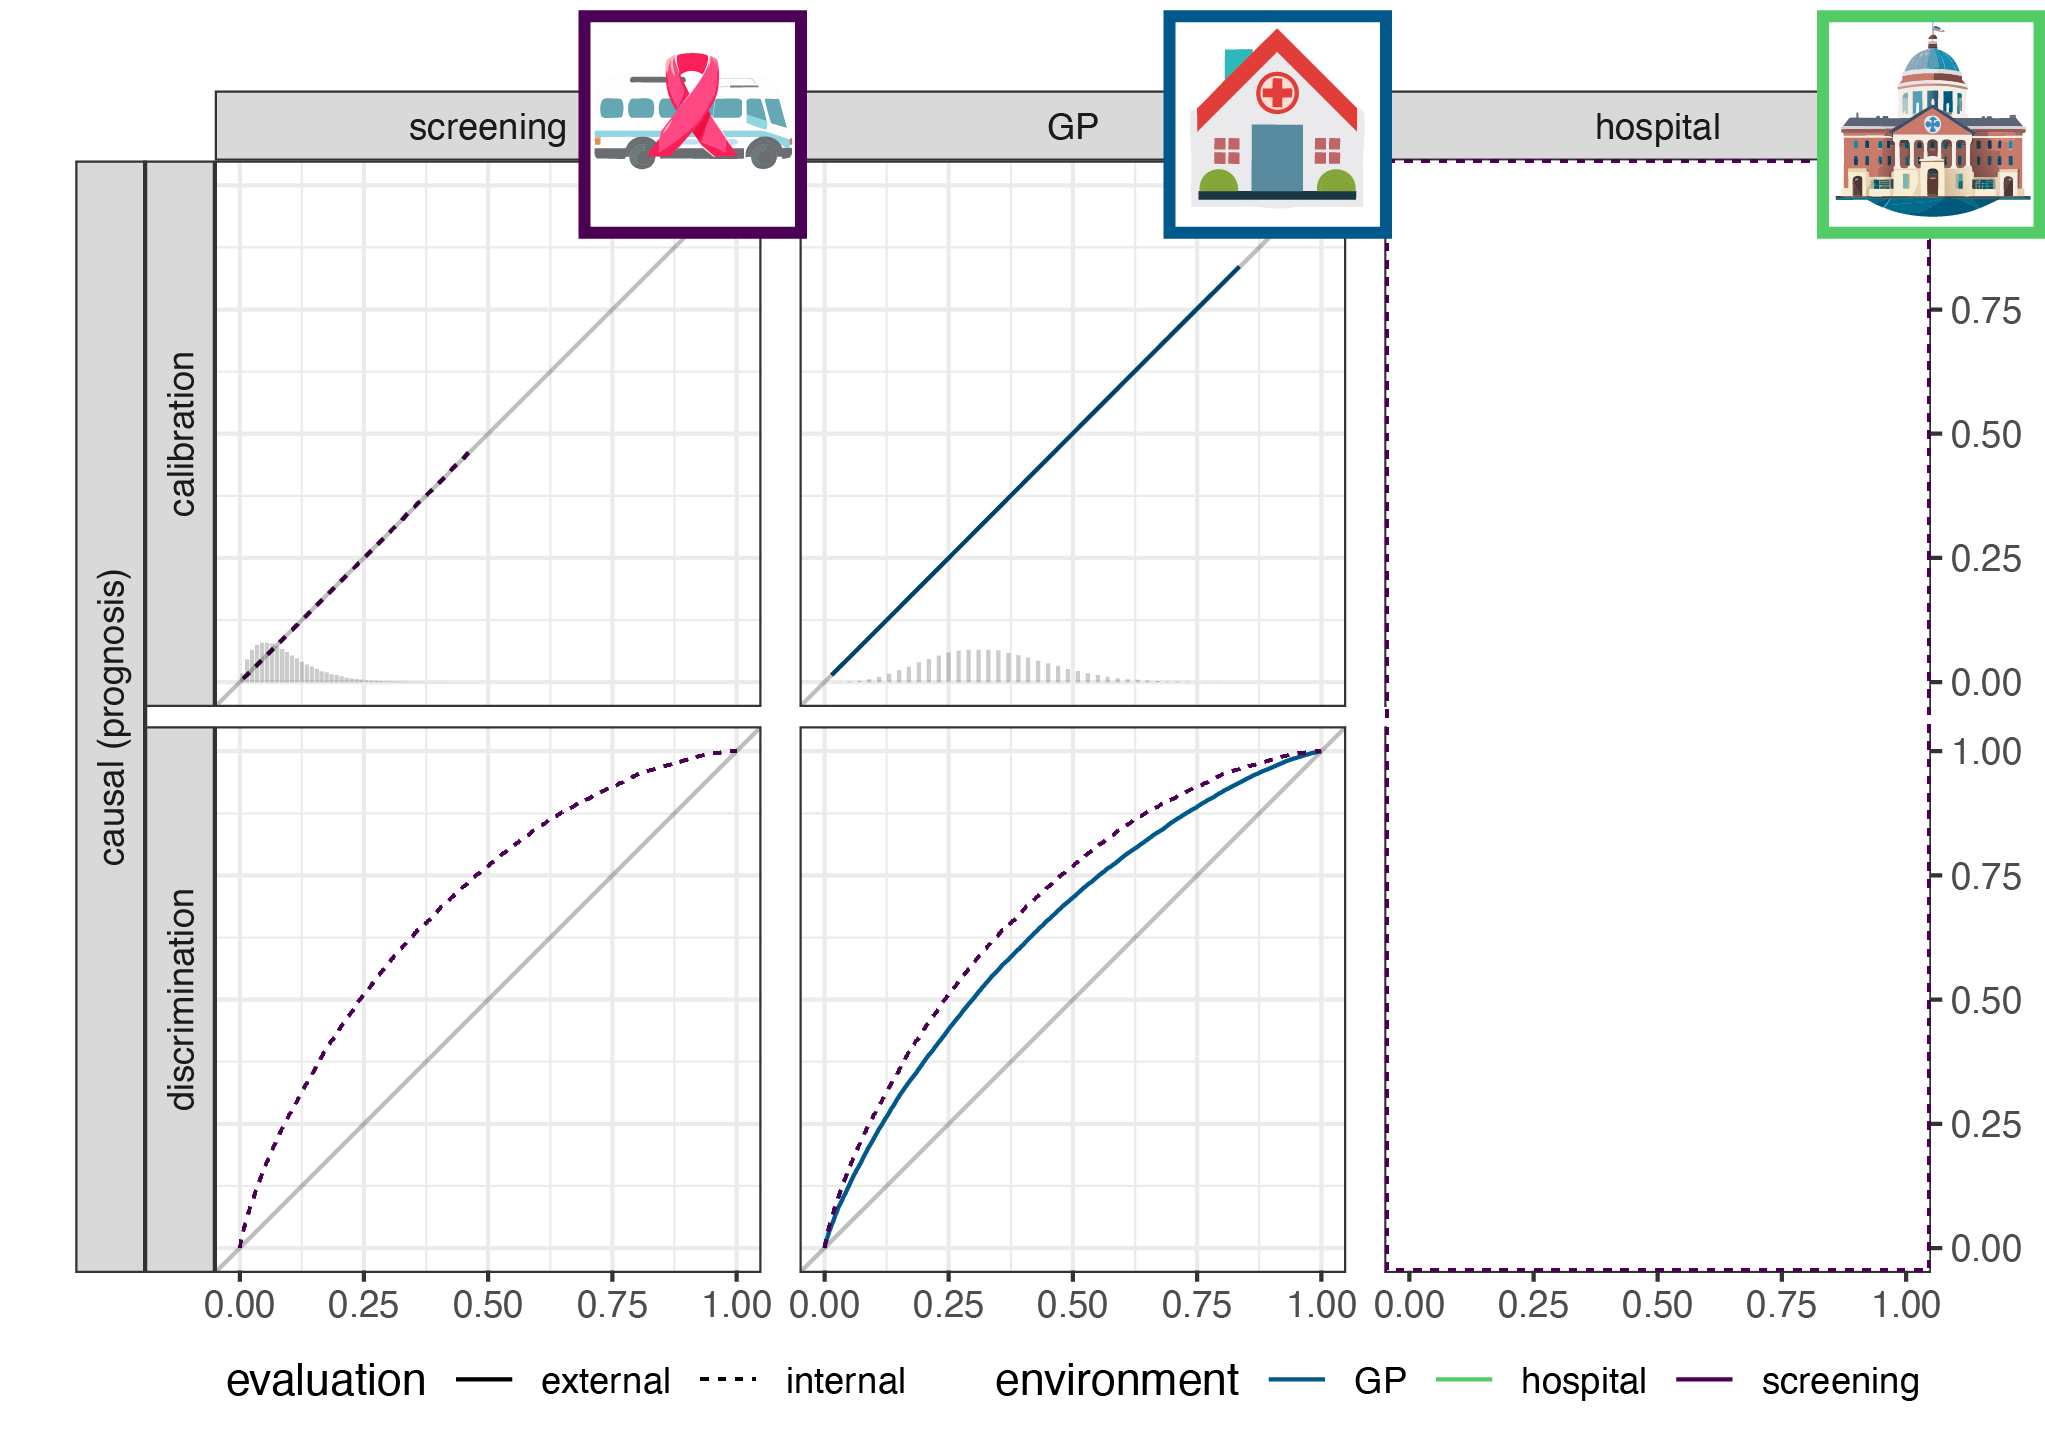 screening GP hospital
causal (prognosis)
calibration
0.75
0.50
0.25
0.00
discrimination
1.00
0.75
0.50
0.25
0.00
0.00 0.25 0.50 0.75 1.00 0.00 0.25 0.50 0.75 1.00 0.00 0.25 0.50 0.75 1.00
evaluation external internal environment GP hospital screening